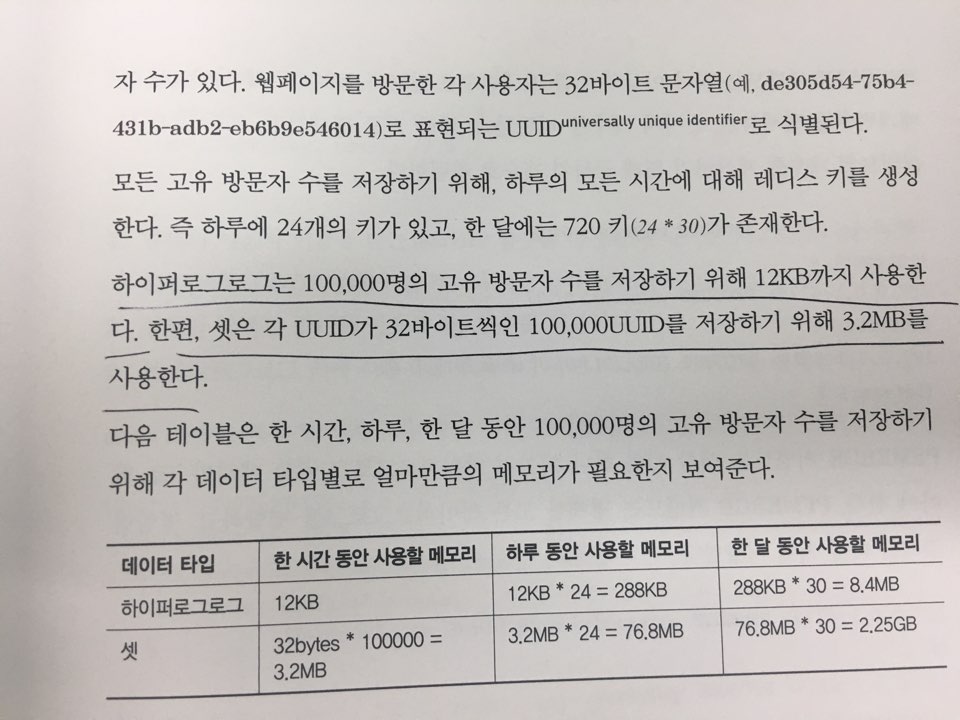 자 수가 있다. 웹페이지를 방문한 각 사용자는 32바이트 문자열(예, de305d54-75b4-
431b-adb2-eb6b9e546014)로 표현되는 UUID universally unique identifier로 식별된다.
모든 고유 방문자 수를 저장하기 위해, 하루의 모든 시간에 대해 레디스 키를 생성
한다. 즉 하루에 24개의 키가 있고, 한 달에는 720 키(24 * 30)가 존재한다.
하이퍼로그로그는 100,000명의 고유 방문자 수를 저장하기 위해 12KB까지 사용한
다. 한편, 셋은 각 UUID가 32바이트씩인 100,000UUID를 저장하기 위해 3.2MB를
사용한다.
다음 테이블은 한 시간, 하루, 한 달 동안 100,000명의 고유 방문자 수를 저장하기
위해 각 데이터 타입별로 얼마만큼의 메모리가 필요한지 보여준다.
데이터 타입 한 시간 동안 사용할 메모리 하루 동안 사용할 메모리 한 달 동안 사용할 메모리
하이퍼로그로그 12KB 12KB * 24 = 288KB 288KB * 30 = 8.4MB
셋 32bytes * 100000 = 3.2MB * 24 = 76.8MB 76.8MB * 30 = 2.25GB
3.2MB